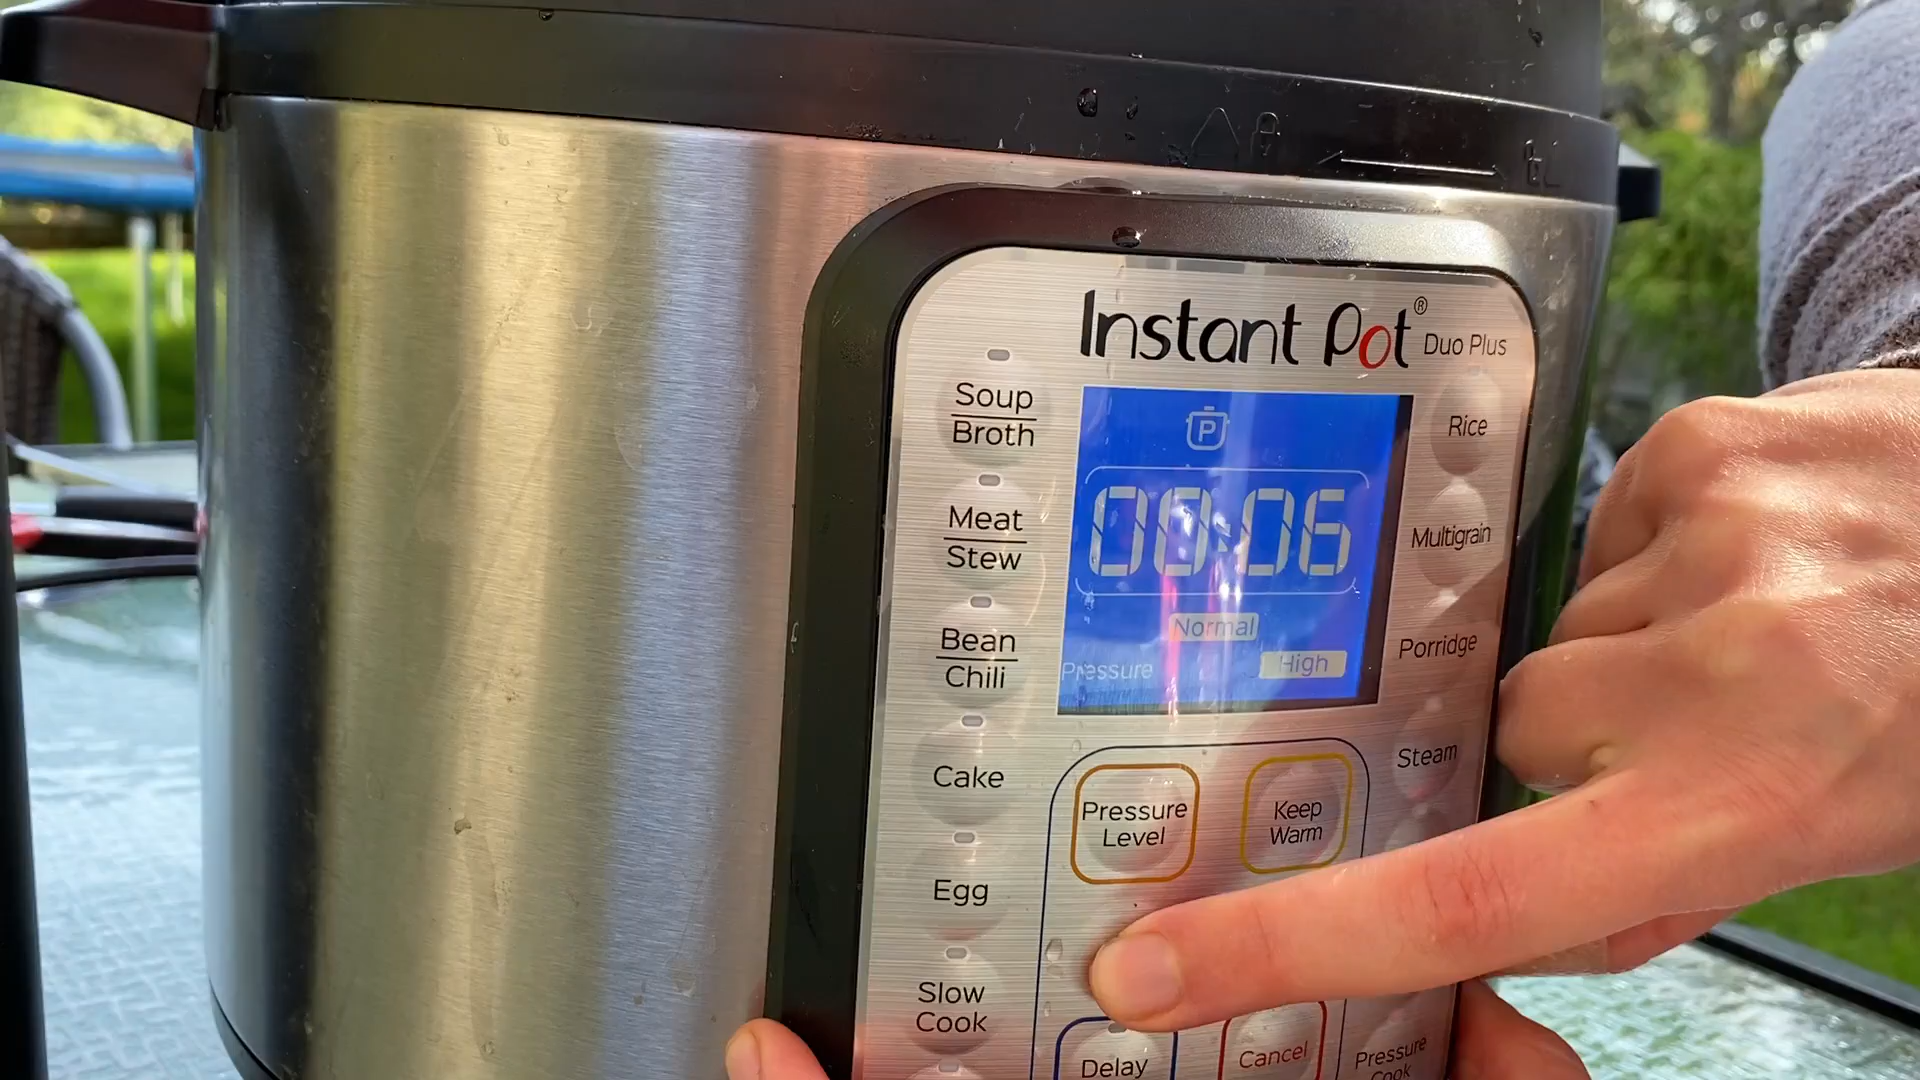 Instant Pot® Duo Plus
Soup
Broth
Meat
Stew
Bean
Chili
Cake
Egg
Slow
Cook
P
00:06
Normal
Pressure High
Pressure
Level
Keep
Warm
Delay
Cancel
Rice
Multigrain
Porridge
Steam
Pressure
Cook